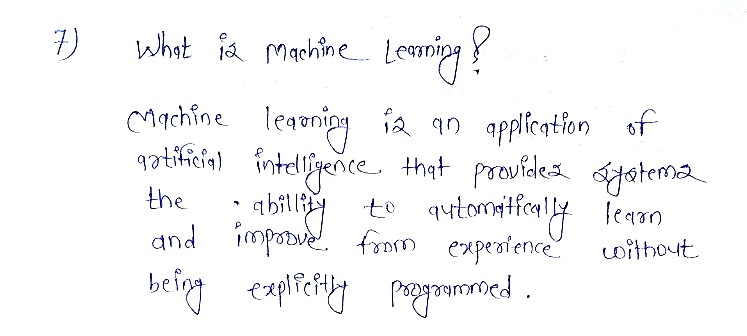 7) What is Machine Learning?
Machine learning is an application of
artificial intelligence that provides systems
the abillity to automatically learn
and improve from experience without
being explicitly programmed.